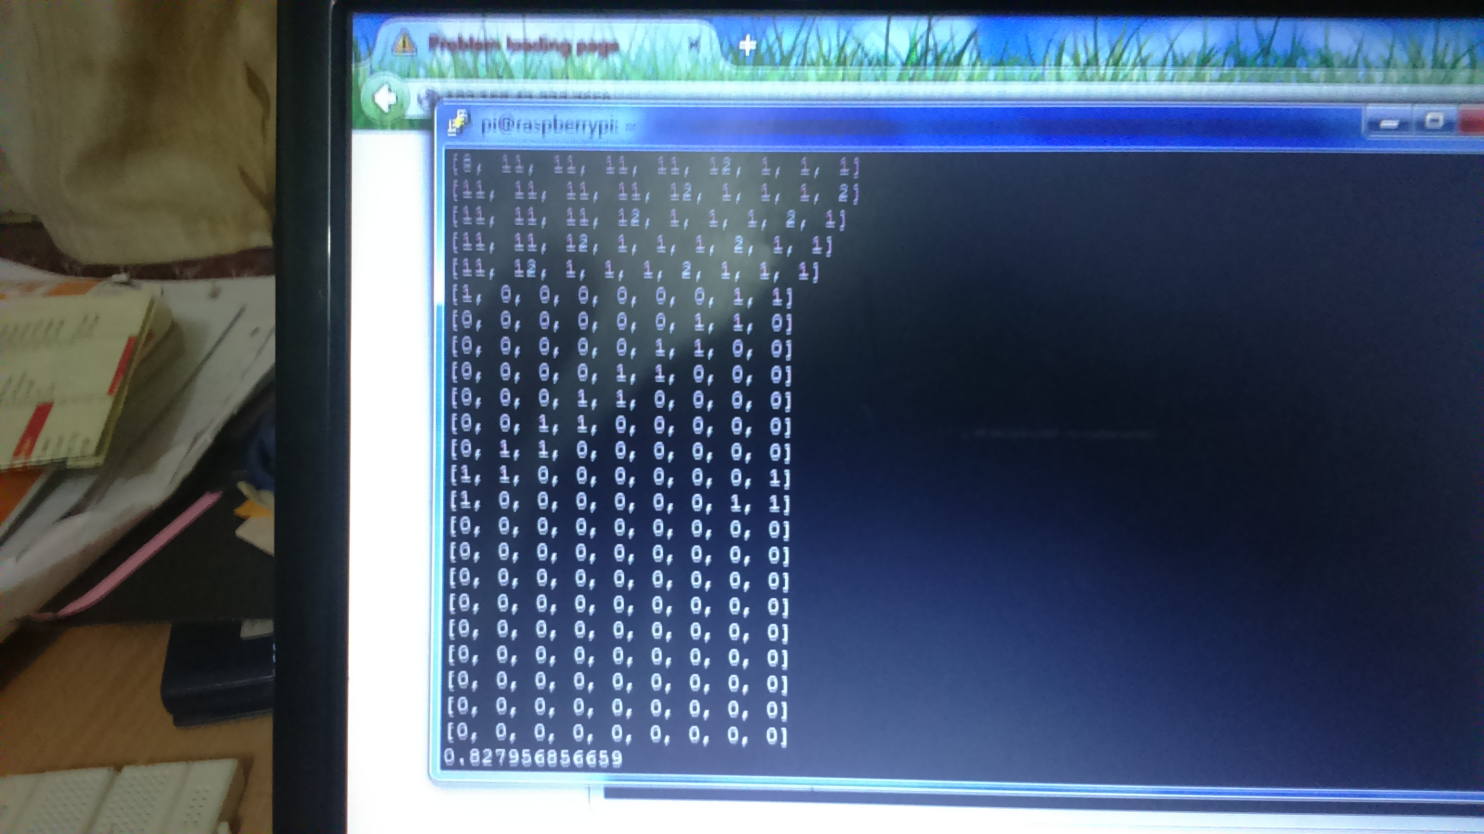 Problem loading page
pi@raspberrypi: ~
[8, 11, 11, 11, 11, 12, 1, 1, 1]
[11, 11, 11, 11, 12, 1, 1, 1, 2]
[11, 11, 11, 12, 1, 1, 1, 2, 1]
[11, 11, 12, 1, 1, 1, 2, 1, 1]
[11, 12, 1, 1, 1, 2, 1, 1, 1]
[1, 0, 0, 0, 0, 0, 0, 1, 1]
[0, 0, 0, 0, 0, 0, 1, 1, 0]
[0, 0, 0, 0, 0, 1, 1, 0, 0]
[0, 0, 0, 0, 1, 1, 0, 0, 0]
[0, 0, 0, 1, 1, 0, 0, 0, 0]
[0, 0, 1, 1, 0, 0, 0, 0, 0]
[0, 1, 1, 0, 0, 0, 0, 0, 0]
[1, 1, 0, 0, 0, 0, 0, 0, 1]
[1, 0, 0, 0, 0, 0, 0, 1, 1]
[0, 0, 0, 0, 0, 0, 0, 0, 0]
[0, 0, 0, 0, 0, 0, 0, 0, 0]
[0, 0, 0, 0, 0, 0, 0, 0, 0]
[0, 0, 0, 0, 0, 0, 0, 0, 0]
[0, 0, 0, 0, 0, 0, 0, 0, 0]
[0, 0, 0, 0, 0, 0, 0, 0, 0]
[0, 0, 0, 0, 0, 0, 0, 0, 0]
[0, 0, 0, 0, 0, 0, 0, 0, 0]
[0, 0, 0, 0, 0, 0, 0, 0, 0]
0.827956856659